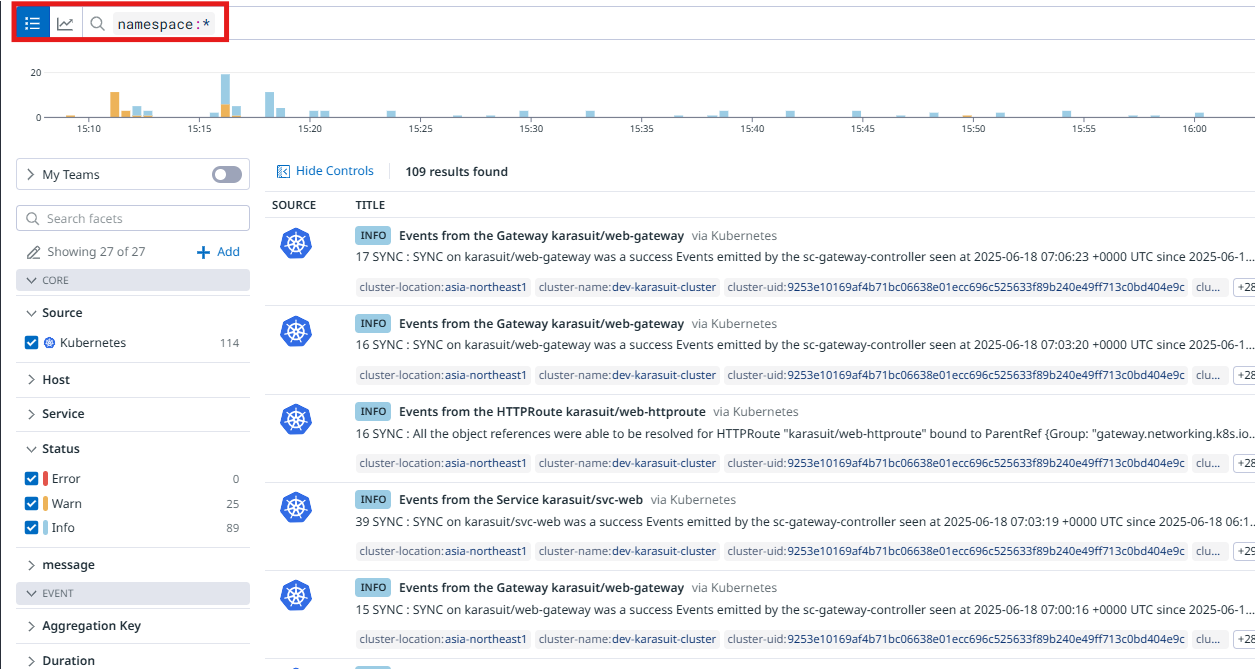 namespace:*
20
0
15:10 15:15 15:20 15:25 15:30 15:35 15:40 15:45 15:50 15:55 16:00
My Teams
Hide Controls 109 results found
Search facets
SOURCE TITLE
Showing 27 of 27 Add
INFO Events from the Gateway karasuit/web-gateway via Kubernetes
17 SYNC : SYNC on karasuit/web-gateway was a success Events emitted by the sc-gateway-controller seen at 2025-06-18 07:06:23 +0000 UTC since 2025-06-1...
CORE
cluster-location:asia-northeast1 cluster-name:dev-karasuit-cluster cluster-uid:9253e10169af4b71bc06638e01ecc696c525633f89b240e49ff713c0bd404e9c clu... +28
Source
INFO Events from the Gateway karasuit/web-gateway via Kubernetes
Kubernetes 114
16 SYNC : SYNC on karasuit/web-gateway was a success Events emitted by the sc-gateway-controller seen at 2025-06-18 07:03:20 +0000 UTC since 2025-06-1...
Host
cluster-location:asia-northeast1 cluster-name:dev-karasuit-cluster cluster-uid:9253e10169af4b71bc06638e01ecc696c525633f89b240e49ff713c0bd404e9c clu... +28
Service
INFO Events from the HTTPRoute karasuit/web-httproute via Kubernetes
16 SYNC : All the object references were able to be resolved for HTTPRoute "karasuit/web-httproute" bound to ParentRef {Group: "gateway.networking.k8s.io...
Status
cluster-location:asia-northeast1 cluster-name:dev-karasuit-cluster cluster-uid:9253e10169af4b71bc06638e01ecc696c525633f89b240e49ff713c0bd404e9c clu... +28
Error 0
Warn 25
INFO Events from the Service karasuit/svc-web via Kubernetes
39 SYNC : SYNC on karasuit/svc-web was a success Events emitted by the sc-gateway-controller seen at 2025-06-18 07:03:19 +0000 UTC since 2025-06-18 06:1...
Info 89
cluster-location:asia-northeast1 cluster-name:dev-karasuit-cluster cluster-uid:9253e10169af4b71bc06638e01ecc696c525633f89b240e49ff713c0bd404e9c clu... +29
message
INFO Events from the Gateway karasuit/web-gateway via Kubernetes
EVENT
15 SYNC : SYNC on karasuit/web-gateway was a success Events emitted by the sc-gateway-controller seen at 2025-06-18 07:00:16 +0000 UTC since 2025-06-1...
Aggregation Key
cluster-location:asia-northeast1 cluster-name:dev-karasuit-cluster cluster-uid:9253e10169af4b71bc06638e01ecc696c525633f89b240e49ff713c0bd404e9c clu... +28
Duration